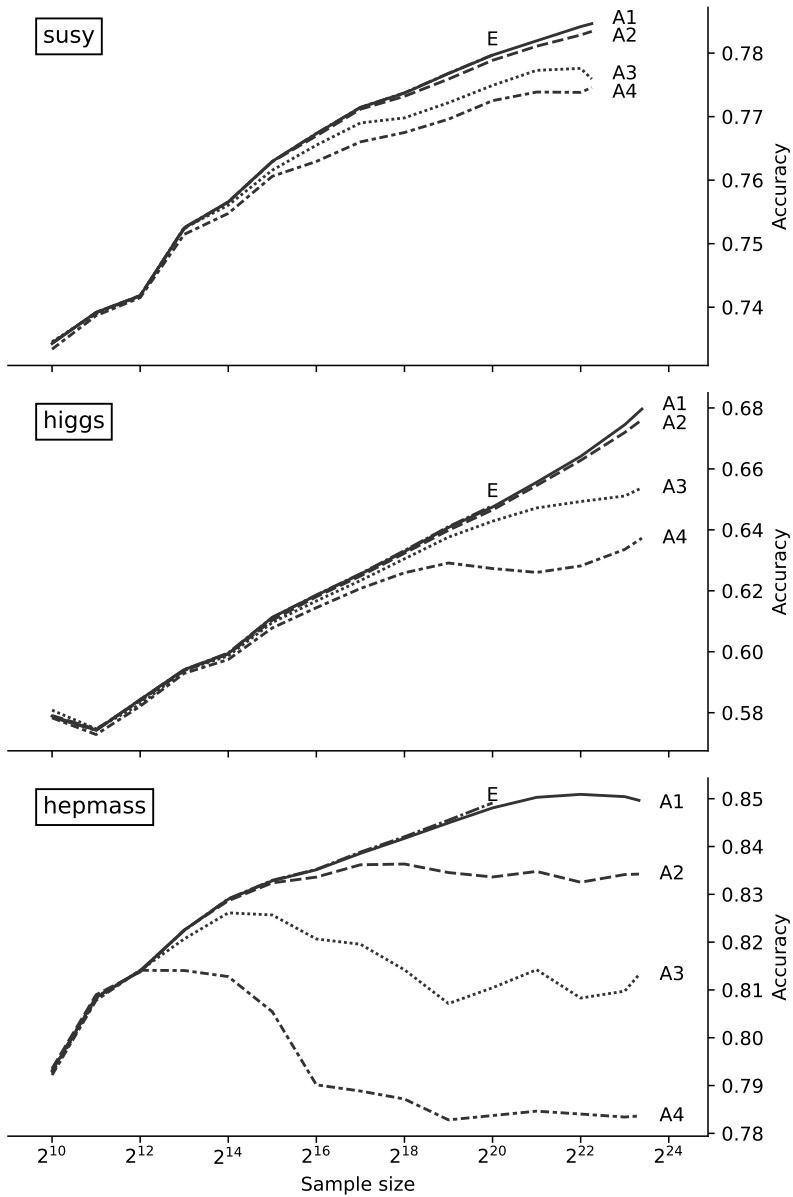 susy
A1
A2
E
A3
A4
0.78
0.77
0.76
0.75
0.74
Accuracy
higgs
A1
A2
E
A3
A4
0.68
0.66
0.64
0.62
0.60
0.58
Accuracy
hepmass
E
A1
A2
A3
A4
0.85
0.84
0.83
0.82
0.81
0.80
0.79
0.78
Accuracy
2^10 2^12 2^14 2^16 2^18 2^20 2^22 2^24
Sample size